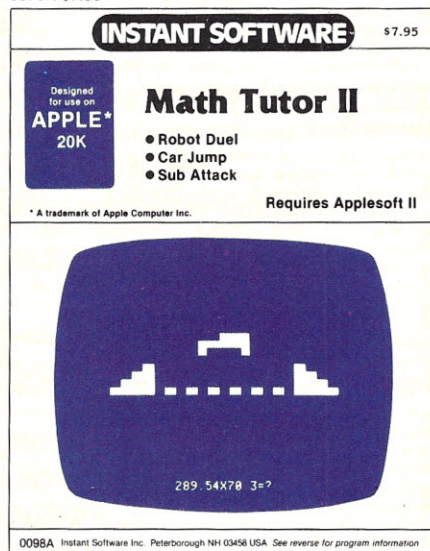 INSTANT SOFTWARE $7.95
Designed
for use on
APPLE*
20K
Math Tutor II
● Robot Duel
● Car Jump
● Sub Attack
Requires Applesoft II
* A trademark of Apple Computer Inc.
289.54X70 3=?
0098A Instant Software Inc. Peterborough NH 03458 USA See reverse for program information